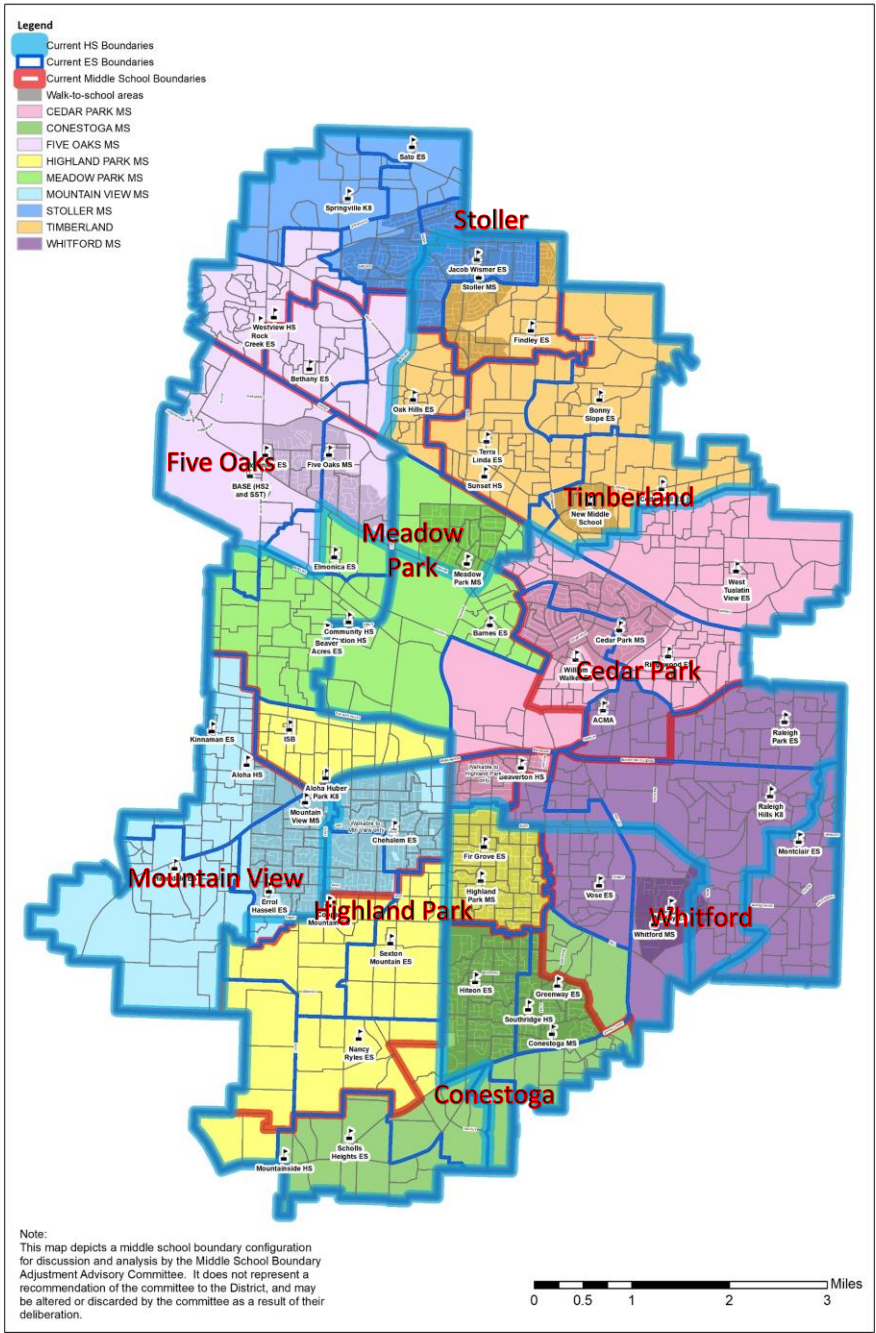 Legend
Current HS Boundaries
Current ES Boundaries
Current Middle School Boundaries
Walk-to-school areas
CEDAR PARK MS
CONESTOGA MS
FIVE OAKS MS
HIGHLAND PARK MS
MEADOW PARK MS
MOUNTAIN VIEW MS
STOLLER MS
TIMBERLAND
WHITFORD MS
Sato ES
Springville K8
Stoller
Jacob Wismer ES
Stoller MS
Westview HS
Rock
Creek ES
Findley ES
Bethany ES
Oak Hills ES
Bonny
Slope ES
Terra
Linda ES
Sunset HS
Five Oaks
ES
Five Oaks MS
BASE (HS2
and SST)
Timberland
New Middle
School
Meadow
Park
Elmonica ES
Meadow
Park MS
West
Tualatin
View ES
Community HS
Beaver
Acres ES
Barnes ES
Cedar Park MS
William
Cedar Park
ACMA
Raleigh
Park ES
Kinnaman ES
ISB
Aloha HS
Walkable to
Highland Park
only
Beaverton HS
Aloha Huber
Park K8
Mountain
View MS
Raleigh
Hills K8
Chehalem ES
Montclair ES
Fir Grove ES
Mountain View
Errol
Hassell ES
Highland
Park MS
Vose ES
Highland Park
Mountain
Whitford
Whitford MS
Sexton
Mountain ES
Hiteon ES
Greenway ES
Southridge HS
Conestoga MS
Nancy
Ryles ES
Conestoga
Scholls
Heights ES
Mountainside HS
Note:
This map depicts a middle school boundary configuration
for discussion and analysis by the Middle School Boundary
Adjustment Advisory Committee. It does not represent a
recommendation of the committee to the District, and may
be altered or discarded by the committee as a result of their
deliberation.
Miles
0 0.5 1 2 3